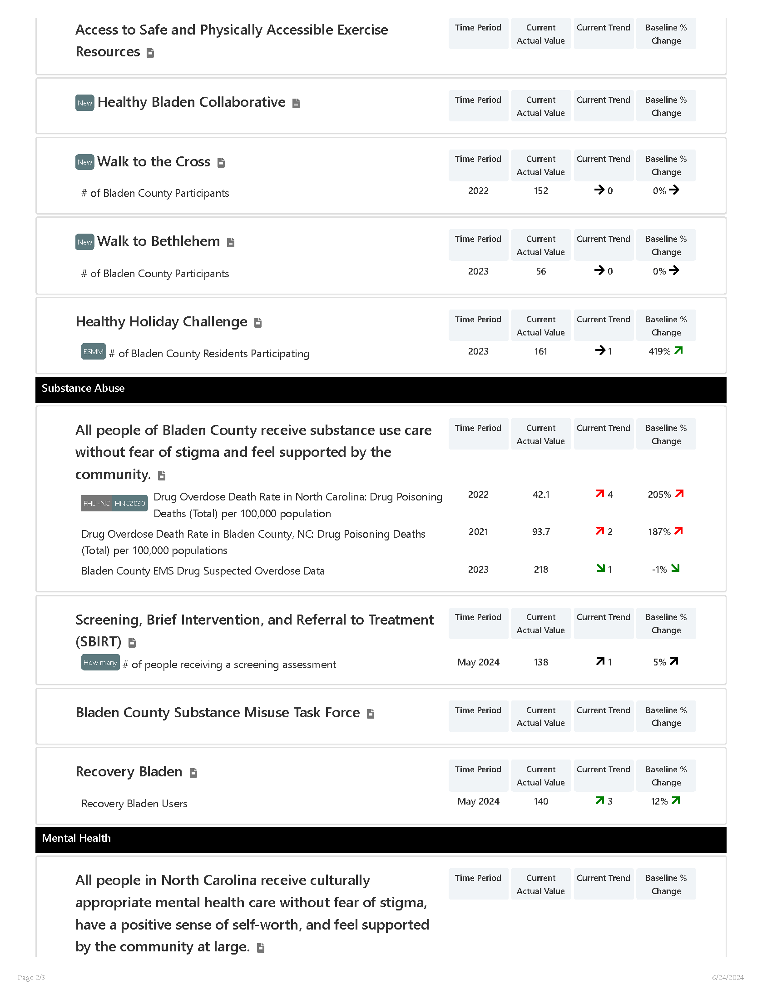 Access to Safe and Physically Accessible Exercise
Resources
Time Period Current Actual Value Current Trend Baseline % Change
New Healthy Bladen Collaborative
Time Period Current Actual Value Current Trend Baseline % Change
New Walk to the Cross
Time Period Current Actual Value Current Trend Baseline % Change
# of Bladen County Participants 2022 152 → 0 0% →
New Walk to Bethlehem
Time Period Current Actual Value Current Trend Baseline % Change
# of Bladen County Participants 2023 56 → 0 0% →
Healthy Holiday Challenge
Time Period Current Actual Value Current Trend Baseline % Change
ESMM # of Bladen County Residents Participating 2023 161 → 1 419% ↗
Substance Abuse
All people of Bladen County receive substance use care
without fear of stigma and feel supported by the
community.
Time Period Current Actual Value Current Trend Baseline % Change
FHLI-NC HNC2030 Drug Overdose Death Rate in North Carolina: Drug Poisoning
Deaths (Total) per 100,000 population
2022 42.1 ↗ 4 205% ↗
Drug Overdose Death Rate in Bladen County, NC: Drug Poisoning Deaths
(Total) per 100,000 populations
2021 93.7 ↗ 2 187% ↗
Bladen County EMS Drug Suspected Overdose Data 2023 218 ↘ 1 -1% ↘
Screening, Brief Intervention, and Referral to Treatment
(SBIRT)
Time Period Current Actual Value Current Trend Baseline % Change
How many # of people receiving a screening assessment May 2024 138 ↗ 1 5% ↗
Bladen County Substance Misuse Task Force
Time Period Current Actual Value Current Trend Baseline % Change
Recovery Bladen
Time Period Current Actual Value Current Trend Baseline % Change
Recovery Bladen Users May 2024 140 ↗ 3 12% ↗
Mental Health
All people in North Carolina receive culturally
appropriate mental health care without fear of stigma,
have a positive sense of self-worth, and feel supported
by the community at large.
Time Period Current Actual Value Current Trend Baseline % Change
Page 2/3 6/24/2024